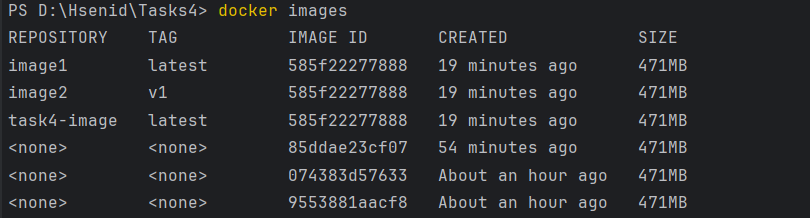 PS D:\Hsenid\Tasks4> docker images
REPOSITORY TAG IMAGE ID CREATED SIZE
image1 latest 585f22277888 19 minutes ago 471MB
image2 v1 585f22277888 19 minutes ago 471MB
task4-image latest 585f22277888 19 minutes ago 471MB
<none> <none> 85ddae23cf07 54 minutes ago 471MB
<none> <none> 074383d57633 About an hour ago 471MB
<none> <none> 9553881aacf8 About an hour ago 471MB